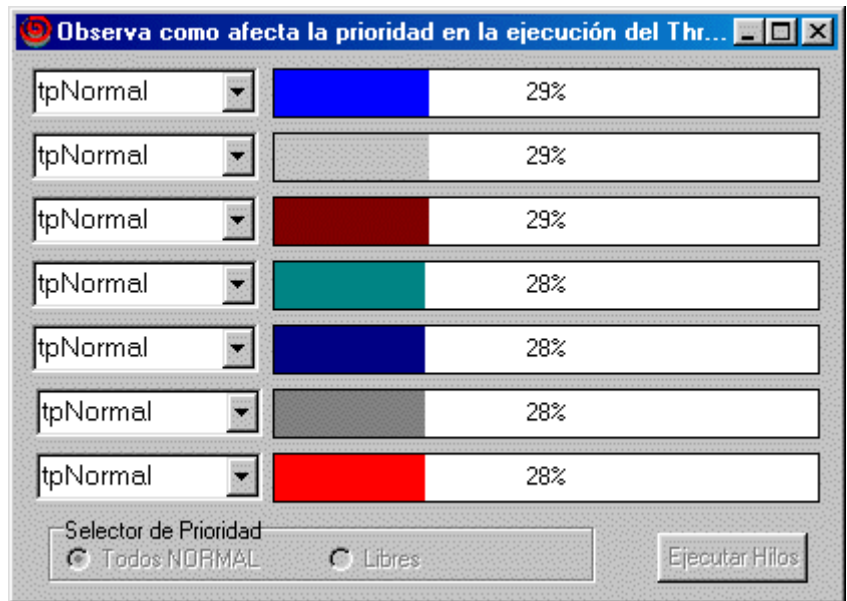 Observa como afecta la prioridad en la ejecución del Thr...
tpNormal 29%
tpNormal 29%
tpNormal 29%
tpNormal 28%
tpNormal 28%
tpNormal 28%
tpNormal 28%
Selector de Prioridad
Todos NORMAL Libres Ejecutar Hilos